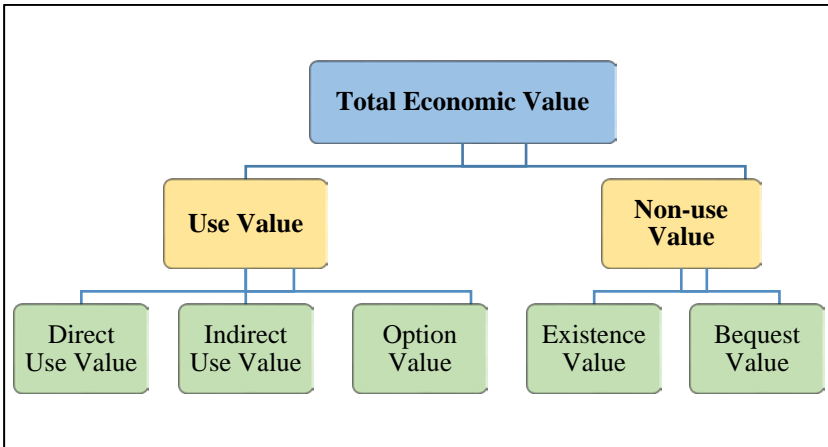 Total Economic Value
Use Value
Non-use
Value
Direct
Use Value
Indirect
Use Value
Option
Value
Existence
Value
Bequest
Value